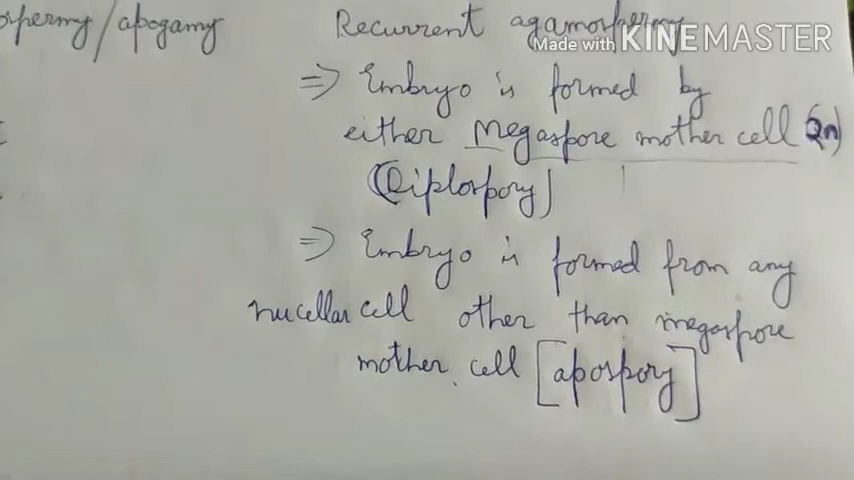 ospermy/apogamy
Recurrent agamospermy
Made with KINEMASTER
⇒ Embryo is formed by
either Megaspore mother cell (2n)
(Diplospory)
⇒ Embryo is formed from any
nucellar cell other than megaspore
mother cell [apospory]